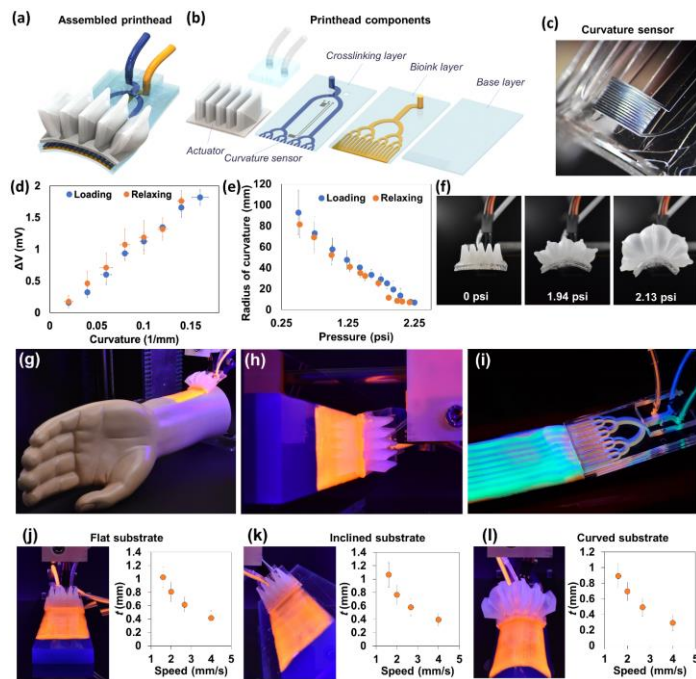 (a)
Assembled printhead
(b)
Printhead components
(c)
Curvature sensor
Crosslinking layer
Bioink layer
Base layer
Actuator
Curvature sensor
(d)
Loading
Relaxing
ΔV (mV)
2
1.5
1
0.5
0
0
0.05
0.1
0.15
Curvature (1/mm)
(e)
Loading
Relaxing
Radius of curvature (mm)
120
100
80
60
40
20
0
0.25
1.25
2.25
Pressure (psi)
(f)
0 psi
1.94 psi
2.13 psi
(g)
(h)
(i)
(j)
Flat substrate
t (mm)
1.4
1.2
1
0.8
0.6
0.4
0.2
0
1
2
3
4
5
Speed (mm/s)
(k)
Inclined substrate
t (mm)
1.4
1.2
1
0.8
0.6
0.4
0.2
0
1
2
3
4
5
Speed (mm/s)
(l)
Curved substrate
t (mm)
1.4
1.2
1
0.8
0.6
0.4
0.2
0
1
2
3
4
5
Speed (mm/s)